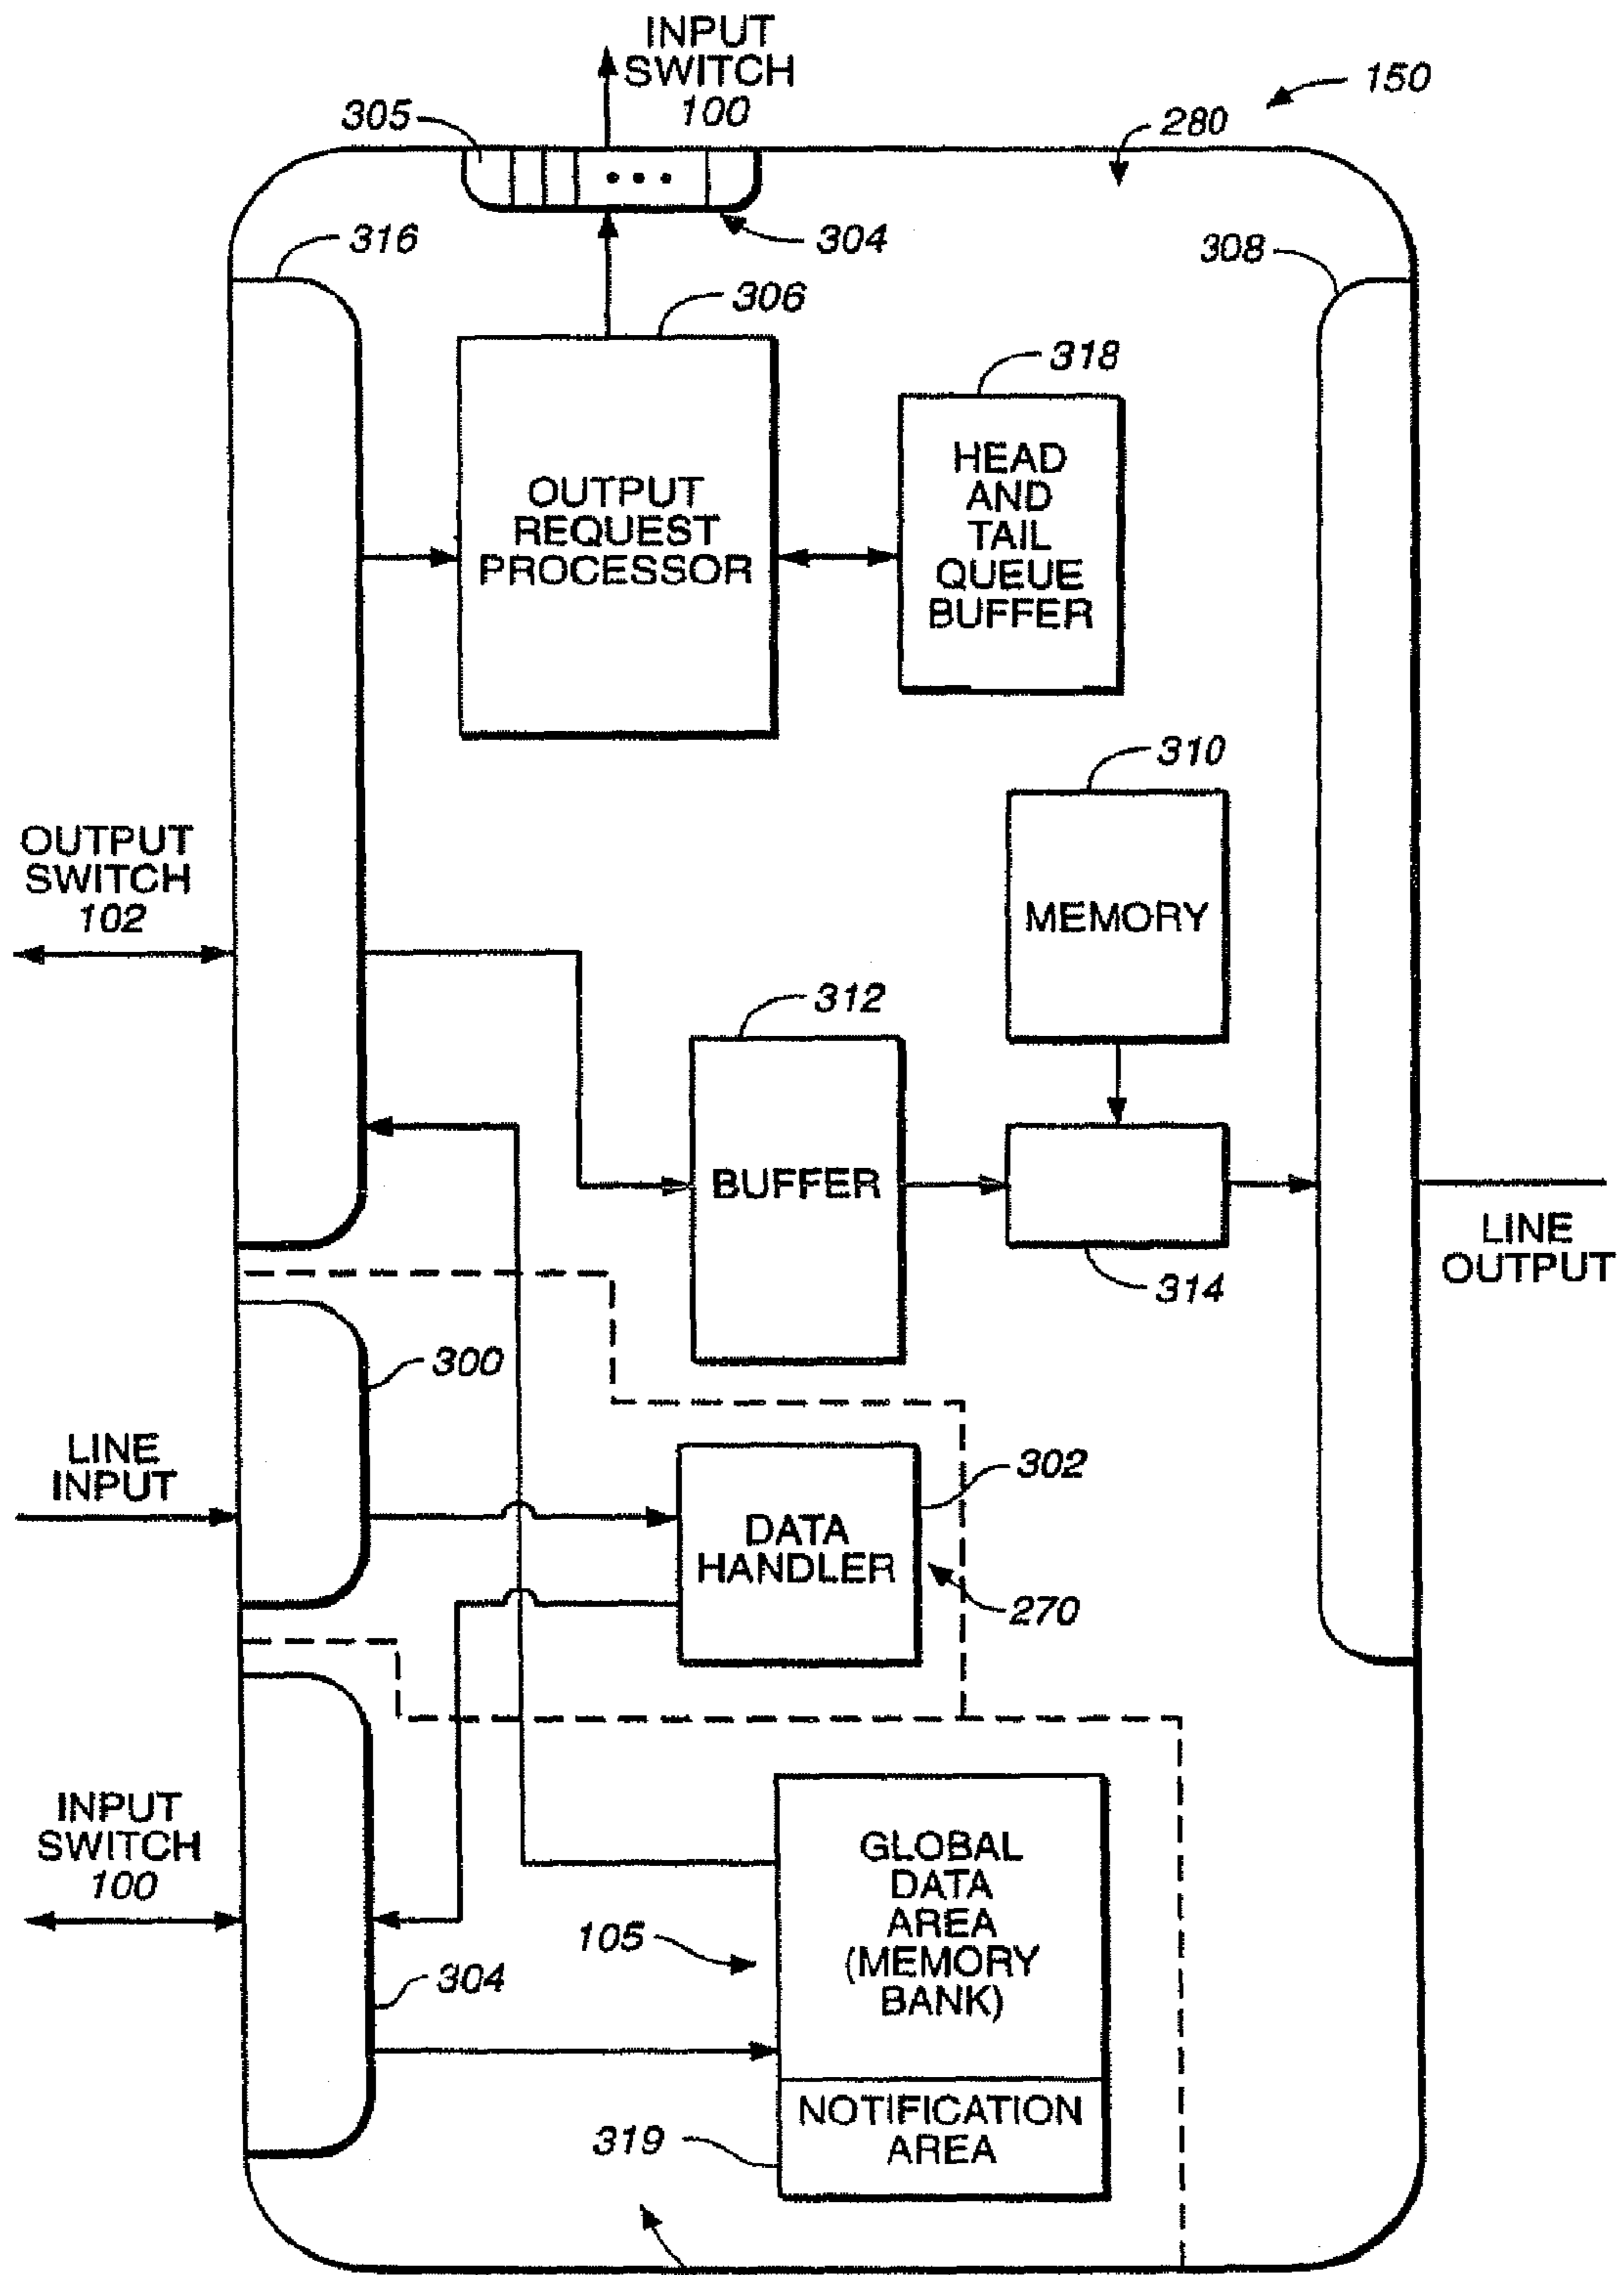 INPUT
SWITCH
100
150
305
280
304
316
308
306
318
OUTPUT
REQUEST
PROCESSOR
HEAD
AND
TAIL
QUEUE
BUFFER
310
MEMORY
OUTPUT
SWITCH
102
312
BUFFER
314
LINE
OUTPUT
300
LINE
INPUT
302
DATA
HANDLER
270
INPUT
SWITCH
100
304
105
GLOBAL
DATA
AREA
(MEMORY
BANK)
319
NOTIFICATION
AREA